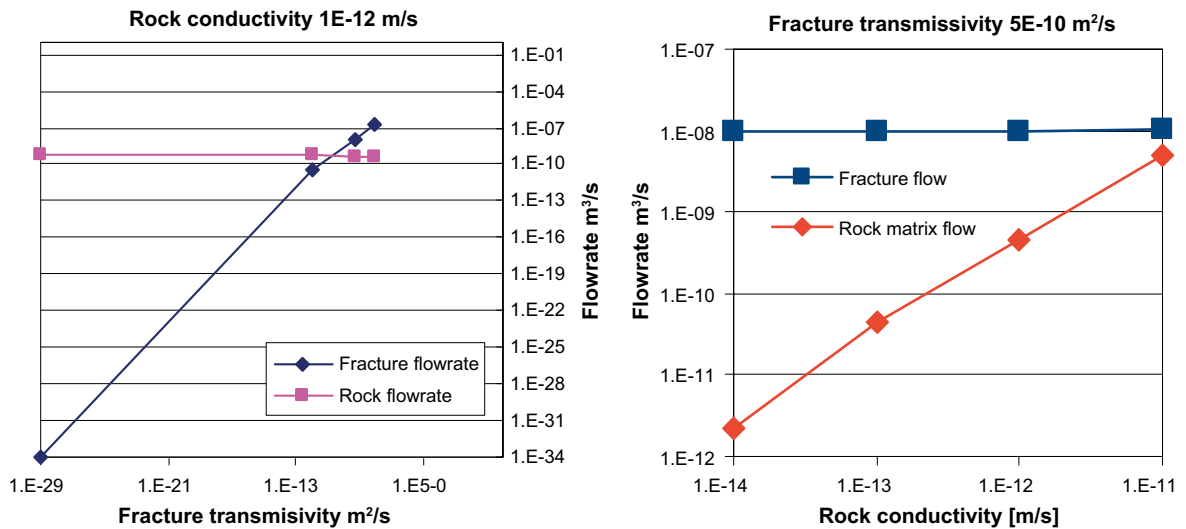 Rock conductivity 1E-12 m/s
1.E-01
1.E-04
1.E-07
1.E-10
1.E-13
1.E-16
1.E-19
1.E-22
1.E-25
1.E-28
1.E-31
1.E-34
Flowrate m³/s
Fracture flowrate
Rock flowrate
1.E-29
1.E-21
1.E-13
1.E5-0
Fracture transmisivity m²/s
Fracture transmissivity 5E-10 m²/s
1.E-07
1.E-08
1.E-09
1.E-10
1.E-11
1.E-12
Flowrate m³/s
Fracture flow
Rock matrix flow
1.E-14
1.E-13
1.E-12
1.E-11
Rock conductivity [m/s]